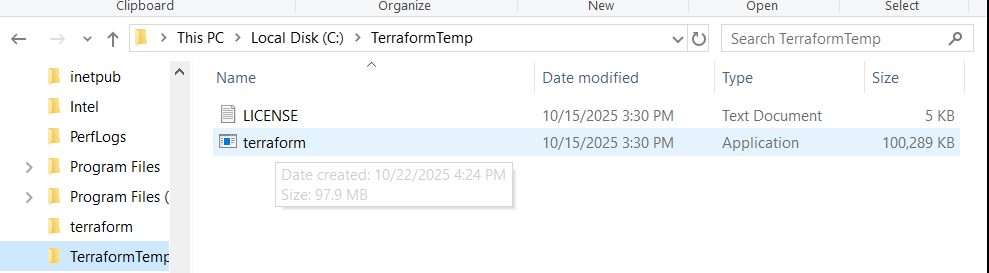 Clipboard Organize New Open Select
This PC Local Disk (C:) TerraformTemp Search TerraformTemp
inetpub
Intel
PerfLogs
Program Files
Program Files (
terraform
TerraformTemp
Name Date modified Type Size
LICENSE 10/15/2025 3:30 PM Text Document 5 KB
terraform 10/15/2025 3:30 PM Application 100,289 KB
Date created: 10/22/2025 4:24 PM
Size: 97.9 MB